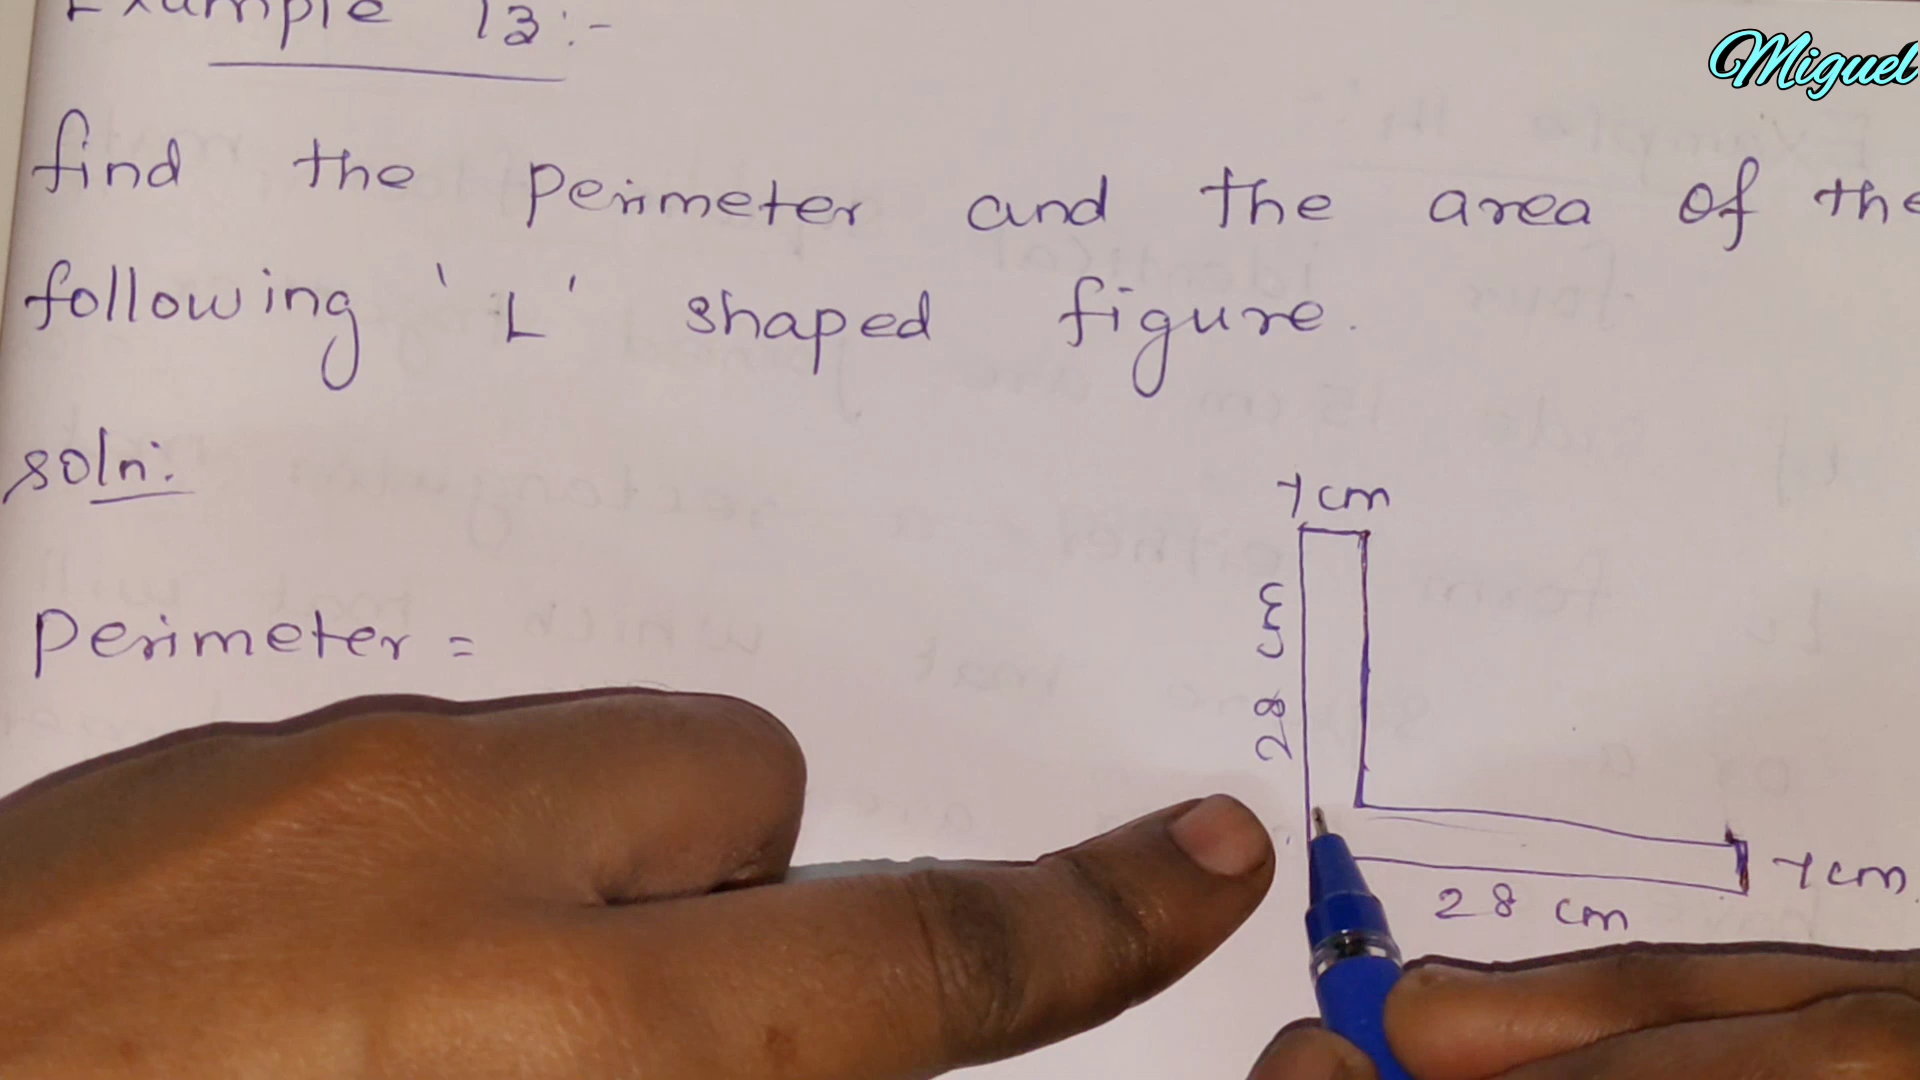 Example 13:-
Miguel
find the perimeter and the area of the
following 'L' shaped figure.
soln:
Perimeter =
7cm
28 cm
7cm
28 cm